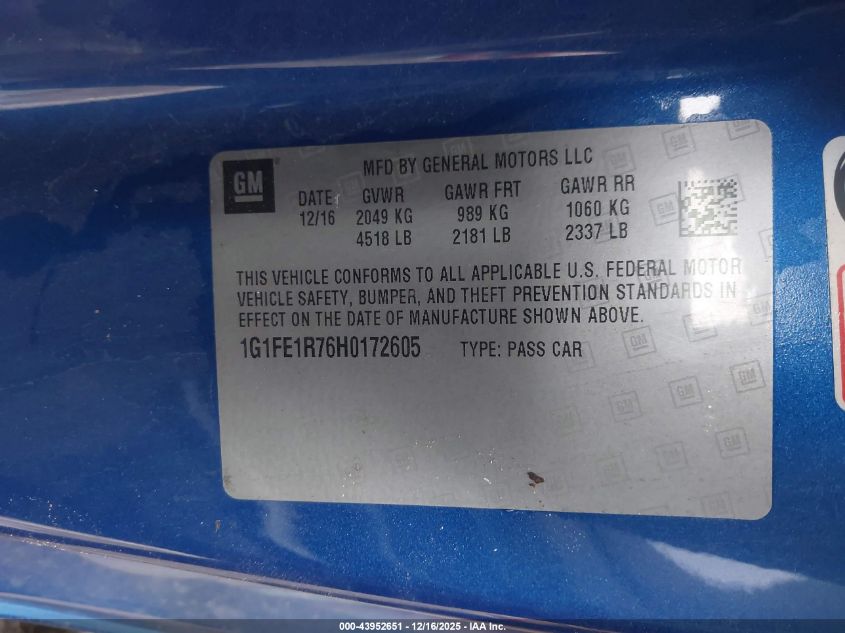 GM
MFD BY GENERAL MOTORS LLC
DATE GVWR GAWR FRT GAWR RR
12/16 2049 KG 989 KG 1060 KG
4518 LB 2181 LB 2337 LB
THIS VEHICLE CONFORMS TO ALL APPLICABLE U.S. FEDERAL MOTOR
VEHICLE SAFETY, BUMPER, AND THEFT PREVENTION STANDARDS IN
EFFECT ON THE DATE OF MANUFACTURE SHOWN ABOVE.
1G1FE1R76H0172605 TYPE: PASS CAR
000-43952651 - 12/16/2025 - IAA Inc.